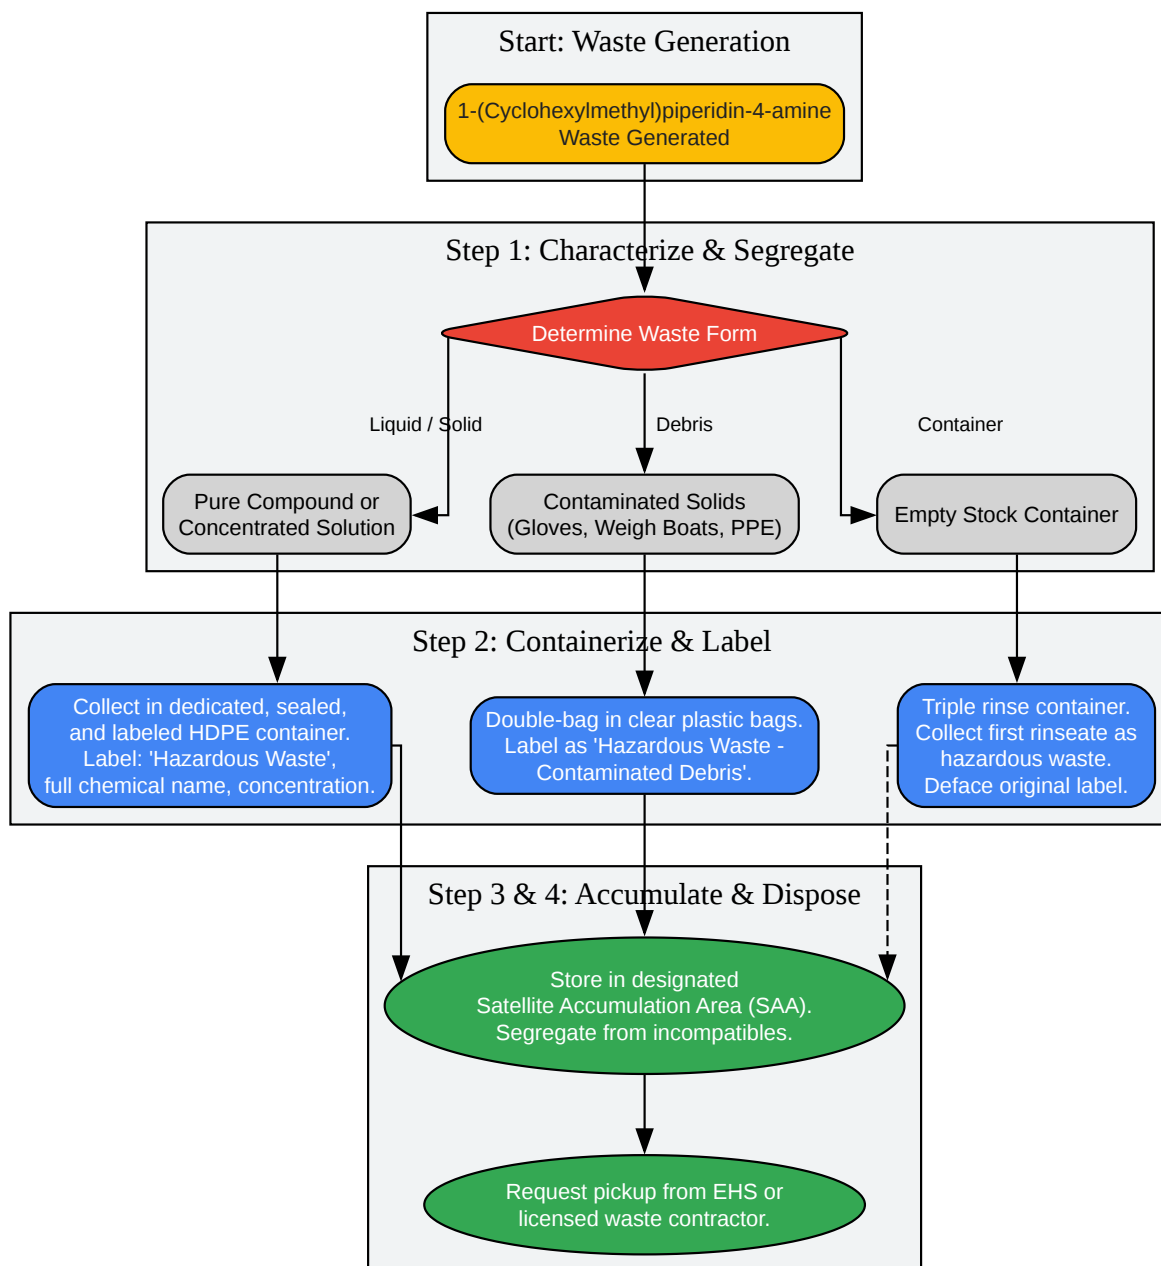 Start: Waste Generation
1-(Cyclohexylmethyl)piperidin-4-amine
Waste Generated
Step 1: Characterize & Segregate
Determine Waste Form
Liquid / Solid
Debris
Container
Pure Compound or
Concentrated Solution
Contaminated Solids
(Gloves, Weigh Boats, PPE)
Empty Stock Container
Step 2: Containerize & Label
Collect in dedicated, sealed,
and labeled HDPE container.
Label: 'Hazardous Waste',
full chemical name, concentration.
Double-bag in clear plastic bags.
Label as 'Hazardous Waste -
Contaminated Debris'.
Triple rinse container.
Collect first rinseate as
hazardous waste.
Deface original label.
Step 3 & 4: Accumulate & Dispose
Store in designated
Satellite Accumulation Area (SAA).
Segregate from incompatibles.
Request pickup from EHS or
licensed waste contractor.